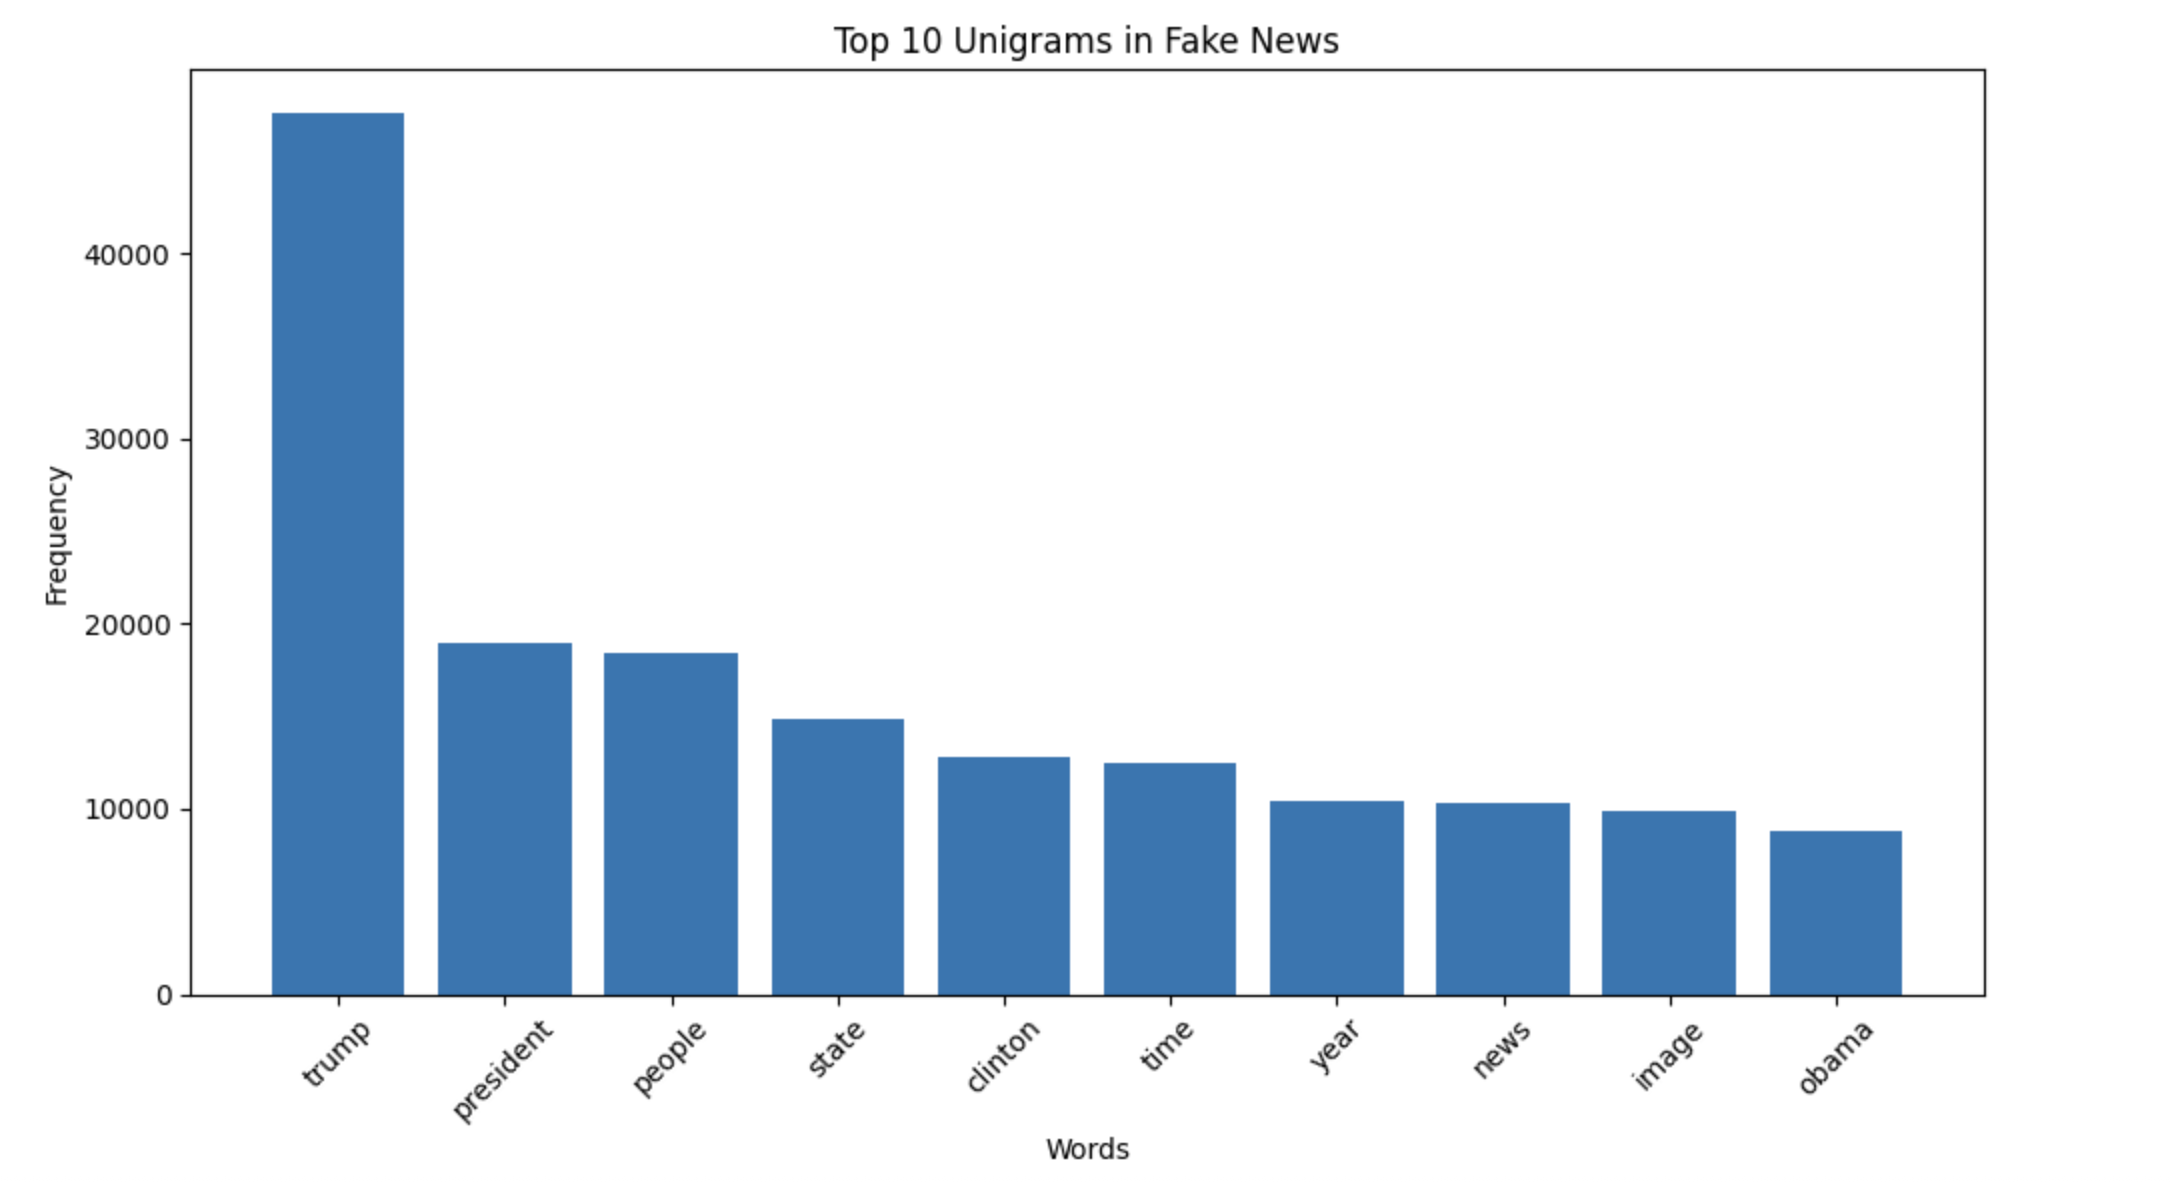 Top 10 Unigrams in Fake News
Frequency
40000
30000
20000
10000
0
trump
president
people
state
clinton
time
year
news
image
obama
Words